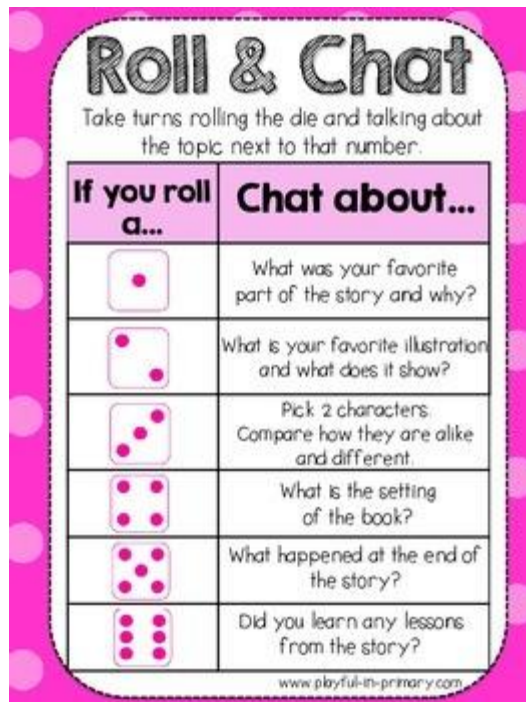 Roll & Chat
Take turns rolling the die and talking about
the topic next to that number.
If you roll
a...
Chat about...
What was your favorite
part of the story and why?
What is your favorite illustration
and what does it show?
Pick 2 characters.
Compare how they are alike
and different.
What is the setting
of the book?
What happened at the end of
the story?
Did you learn any lessons
from the story?
www.playful-in-primary.com